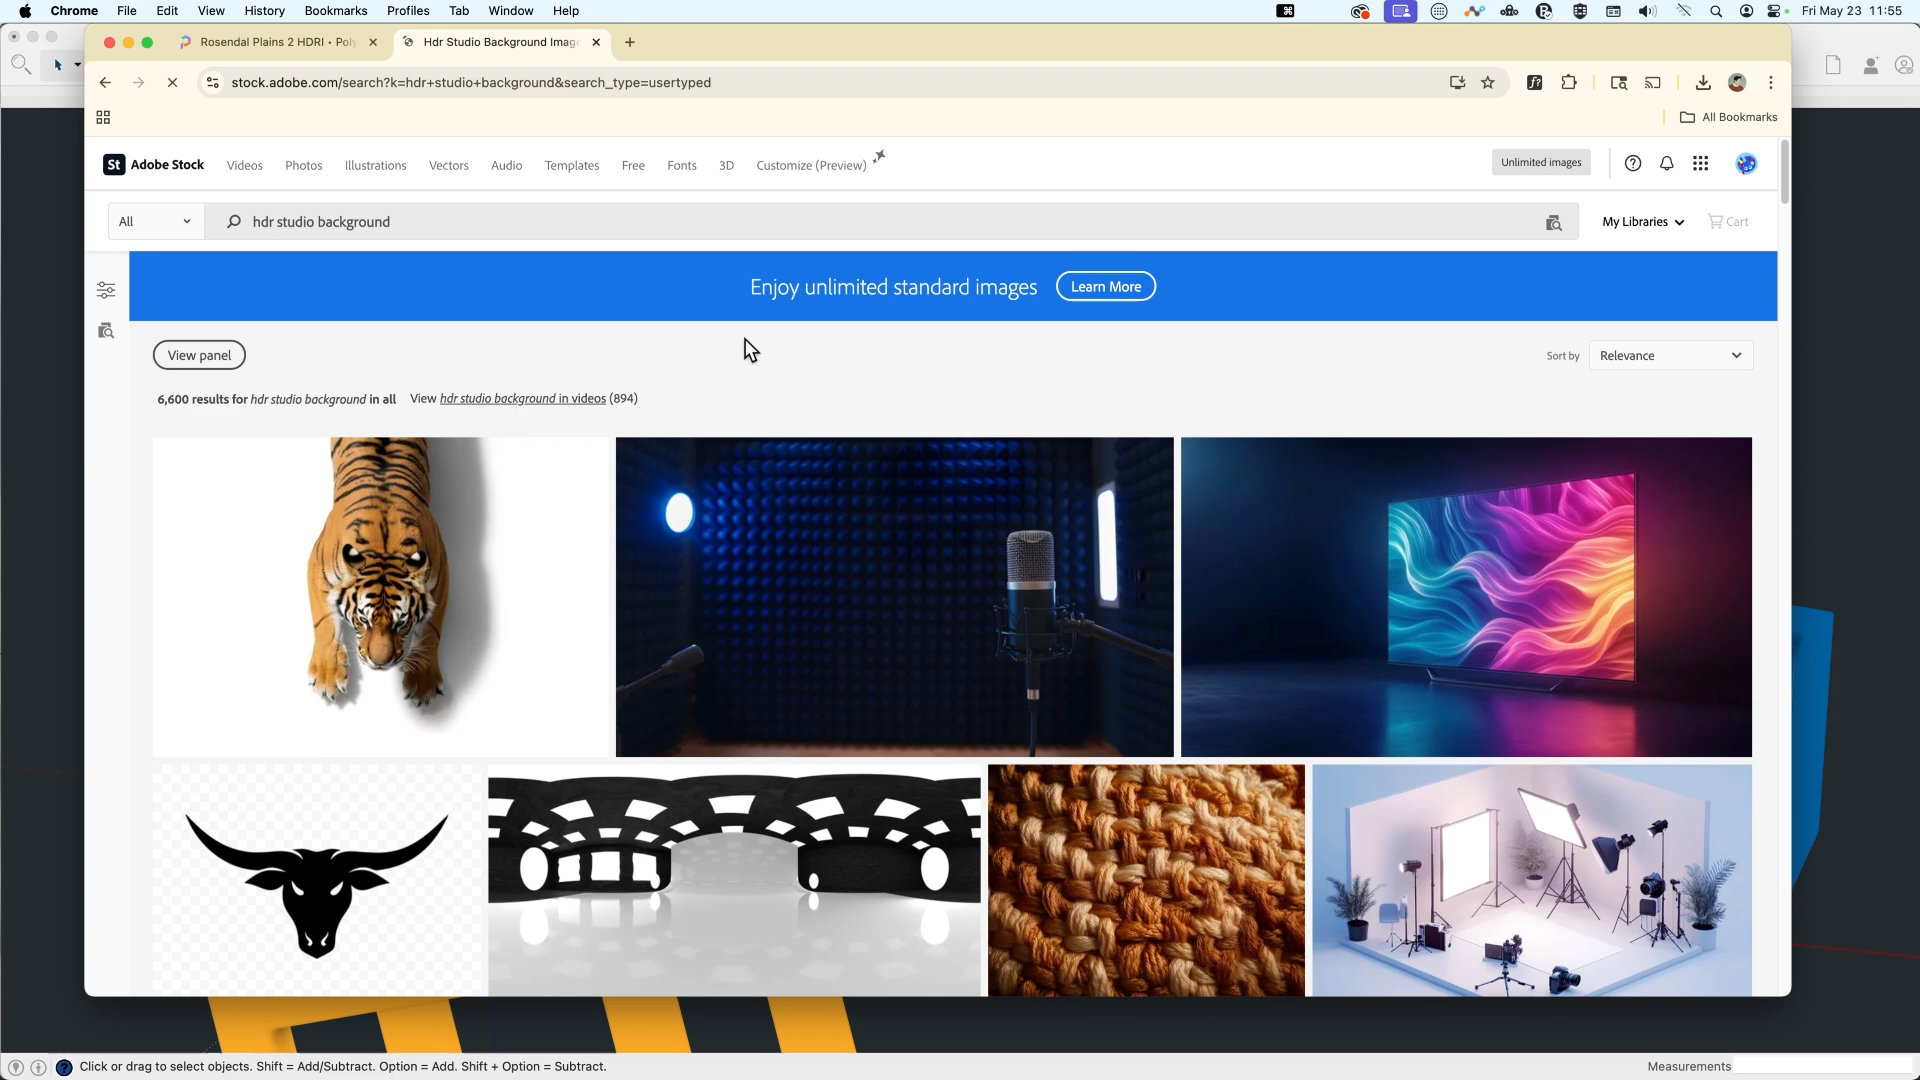 Chrome File Edit View History Bookmarks Profiles Tab Window Help Fri May 23 11:55
Rosendal Plains 2 HDRI • Pol
Hdr Studio Background Imag
stock.adobe.com/search?k=hdr+studio+background&search_type=usertyped
All Bookmarks
St Adobe Stock Videos Photos Illustrations Vectors Audio Templates Free Fonts 3D Customize (Preview) Unlimited images
All hdr studio background My Libraries Cart
Enjoy unlimited standard images Learn More
View panel Sort by Relevance
6,600 results for hdr studio background in all View hdr studio background in videos (894)
Click or drag to select objects. Shift = Add/Subtract. Option = Add. Shift + Option = Subtract. Measurements